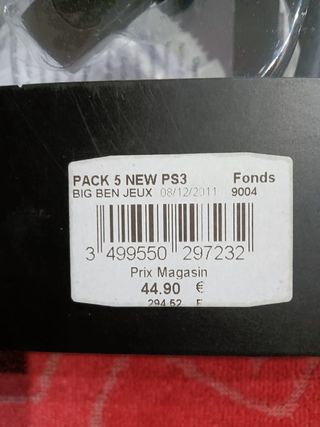 PACK 5 NEW PS3 Fonds
BIG BEN JEUX 08/12/2011 9004
3 499550 297232
Prix Magasin
44.90 €
294.52 F